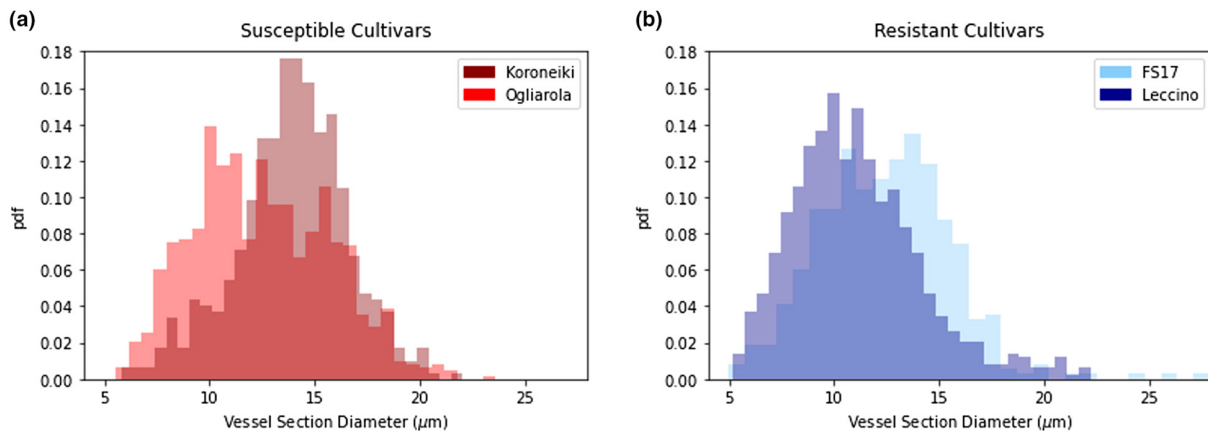 (a)
Susceptible Cultivars
0.18
0.16
0.14
0.12
0.10
0.08
0.06
0.04
0.02
0.00
pdf
5
10
15
20
25
Vessel Section Diameter (μm)
Koroneiki
Ogliarola
(b)
Resistant Cultivars
0.18
0.16
0.14
0.12
0.10
0.08
0.06
0.04
0.02
0.00
pdf
5
10
15
20
25
Vessel Section Diameter (μm)
FS17
Leccino